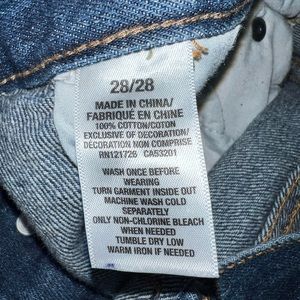 28/28
MADE IN CHINA/
FABRIQUÉ EN CHINE
100% COTTON/COTON
EXCLUSIVE OF DECORATION/
DÉCORATION NON COMPRISE
RN121726 CA53201
WASH ONCE BEFORE
WEARING
TURN GARMENT INSIDE OUT
MACHINE WASH COLD
SEPARATELY
ONLY NON-CHLORINE BLEACH
WHEN NEEDED
TUMBLE DRY LOW
WARM IRON IF NEEDED